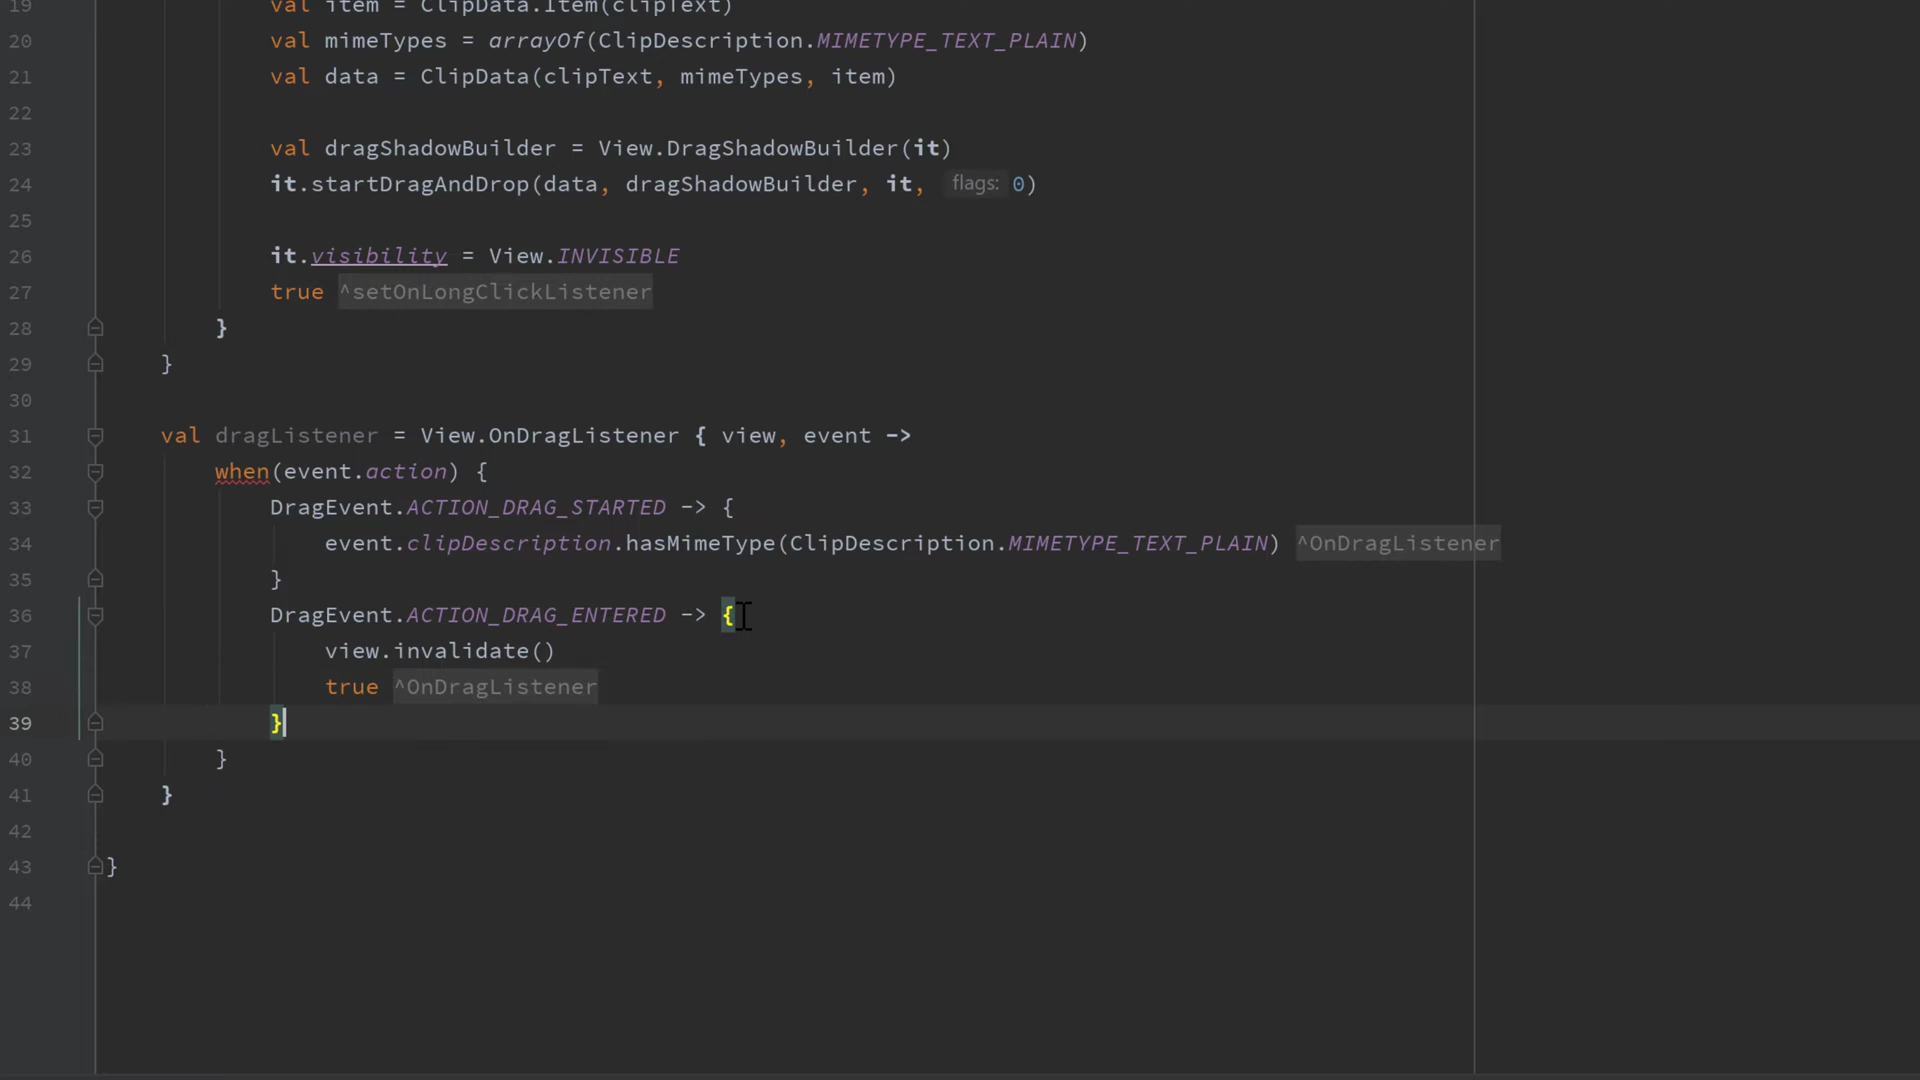 19 val item = ClipData.Item(clipText)
20 val mimeTypes = arrayOf(ClipDescription.MIMETYPE_TEXT_PLAIN)
21 val data = ClipData(clipText, mimeTypes, item)
22
23 val dragShadowBuilder = View.DragShadowBuilder(it)
24 it.startDragAndDrop(data, dragShadowBuilder, it, flags: 0)
25
26 it.visibility = View.INVISIBLE
27 true ^setOnLongClickListener
28 }
29 }
30
31 val dragListener = View.OnDragListener { view, event ->
32 when(event.action) {
33 DragEvent.ACTION_DRAG_STARTED -> {
34 event.clipDescription.hasMimeType(ClipDescription.MIMETYPE_TEXT_PLAIN) ^OnDragListener
35 }
36 DragEvent.ACTION_DRAG_ENTERED -> {
37 view.invalidate()
38 true ^OnDragListener
39 }
40 }
41 }
42
43 }
44